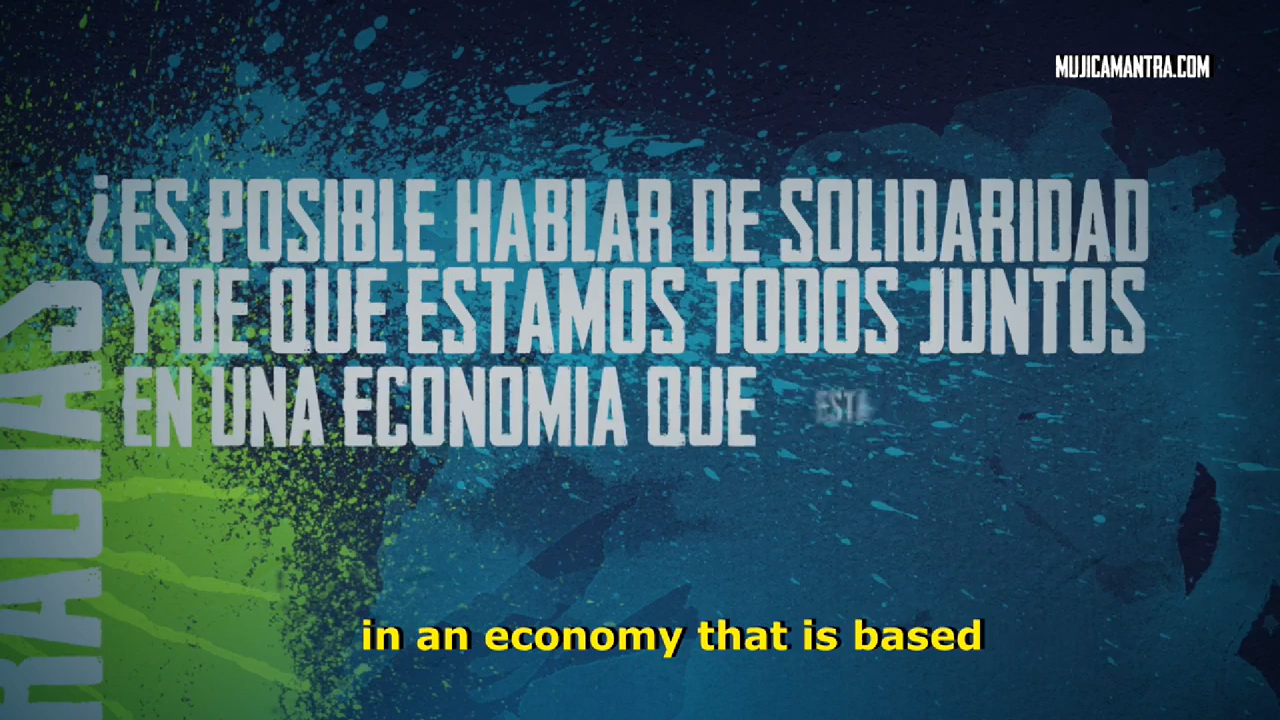 MUJICAMANTRA.COM
¿ES POSIBLE HABLAR DE SOLIDARIDAD
Y DE QUE ESTAMOS TODOS JUNTOS
EN UNA ECONOMIA QUE
in an economy that is based